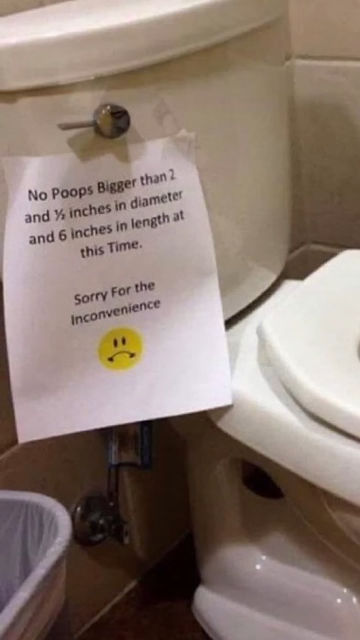 No Poops Bigger than 2
and ½ inches in diameter
and 6 inches in length at
this Time.
Sorry For the
Inconvenience